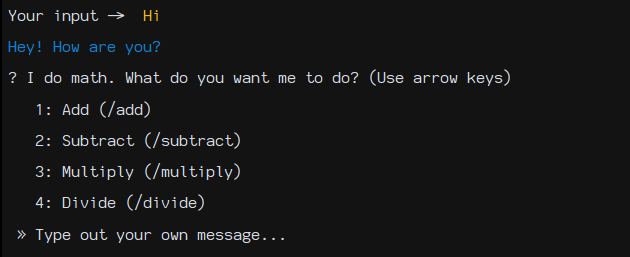 Your input ->  Hi
Hey! How are you?
? I do math. What do you want me to do? (Use arrow keys)
1: Add (/add)
2: Subtract (/subtract)
3: Multiply (/multiply)
4: Divide (/divide)
» Type out your own message...